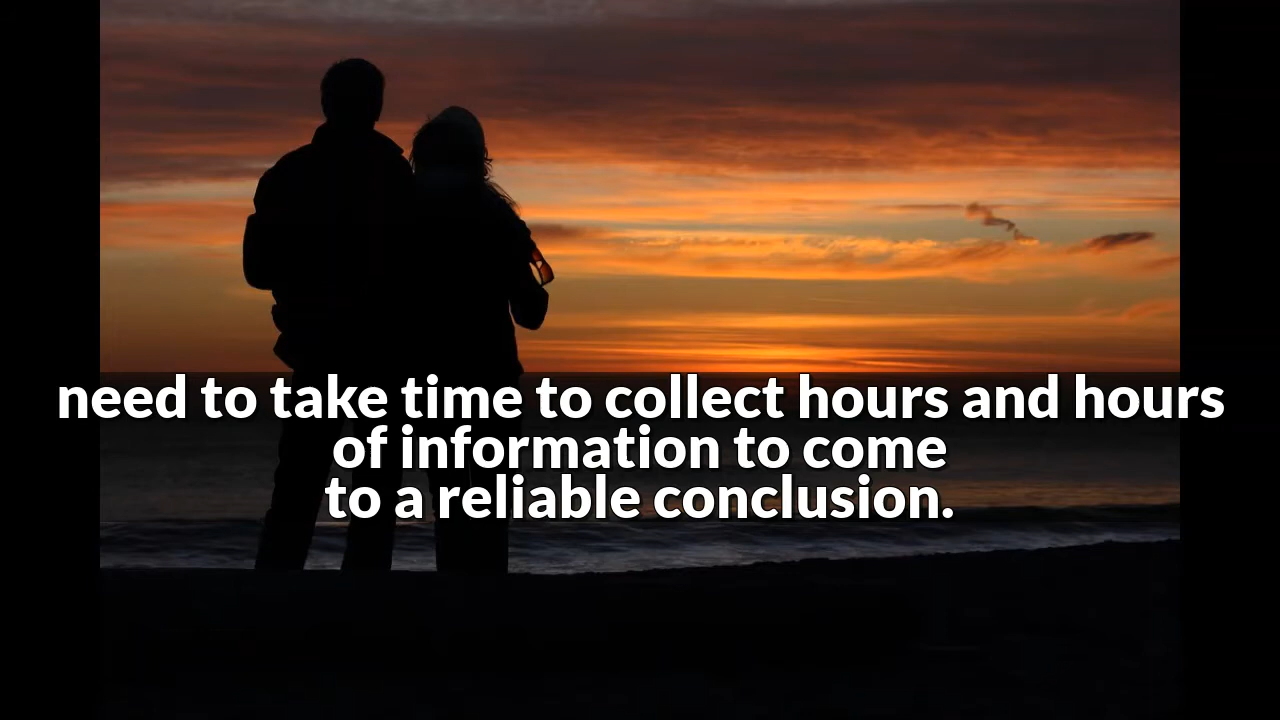 need to take time to collect hours and hours
of information to come
to a reliable conclusion.